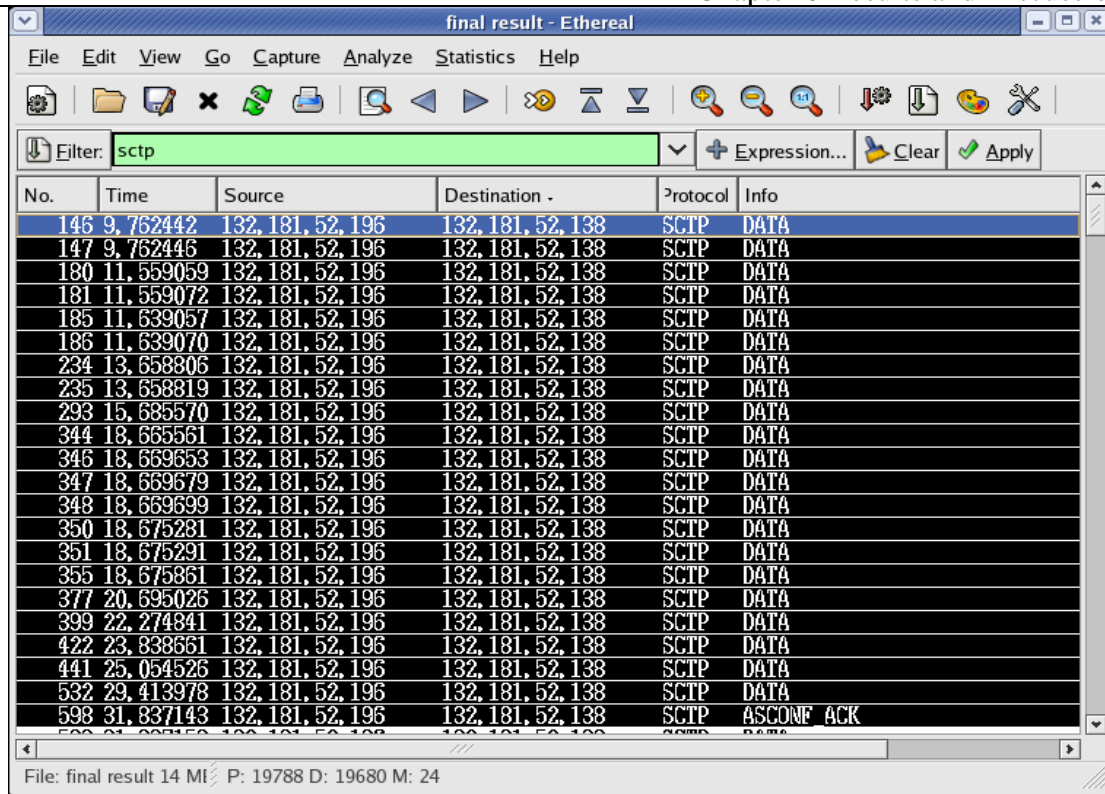 final result - Ethereal
File Edit View Go Capture Analyze Statistics Help
Filter: sctp Expression... Clear Apply
No. Time Source Destination Protocol Info
146 9.762442 132.181.52.196 132.181.52.138 SCTP DATA
147 9.762446 132.181.52.196 132.181.52.138 SCTP DATA
180 11.559059 132.181.52.196 132.181.52.138 SCTP DATA
181 11.559072 132.181.52.196 132.181.52.138 SCTP DATA
185 11.639057 132.181.52.196 132.181.52.138 SCTP DATA
186 11.639070 132.181.52.196 132.181.52.138 SCTP DATA
234 13.658806 132.181.52.196 132.181.52.138 SCTP DATA
235 13.658819 132.181.52.196 132.181.52.138 SCTP DATA
293 15.685570 132.181.52.196 132.181.52.138 SCTP DATA
344 18.665561 132.181.52.196 132.181.52.138 SCTP DATA
346 18.669653 132.181.52.196 132.181.52.138 SCTP DATA
347 18.669679 132.181.52.196 132.181.52.138 SCTP DATA
348 18.669699 132.181.52.196 132.181.52.138 SCTP DATA
350 18.675281 132.181.52.196 132.181.52.138 SCTP DATA
351 18.675291 132.181.52.196 132.181.52.138 SCTP DATA
355 18.675861 132.181.52.196 132.181.52.138 SCTP DATA
377 20.695026 132.181.52.196 132.181.52.138 SCTP DATA
399 22.274841 132.181.52.196 132.181.52.138 SCTP DATA
422 23.838661 132.181.52.196 132.181.52.138 SCTP DATA
441 25.054526 132.181.52.196 132.181.52.138 SCTP DATA
532 29.413978 132.181.52.196 132.181.52.138 SCTP DATA
598 31.837143 132.181.52.196 132.181.52.138 SCTP ASCONF_ACK
File: final result 14 P: 19788 D: 19680 M: 24